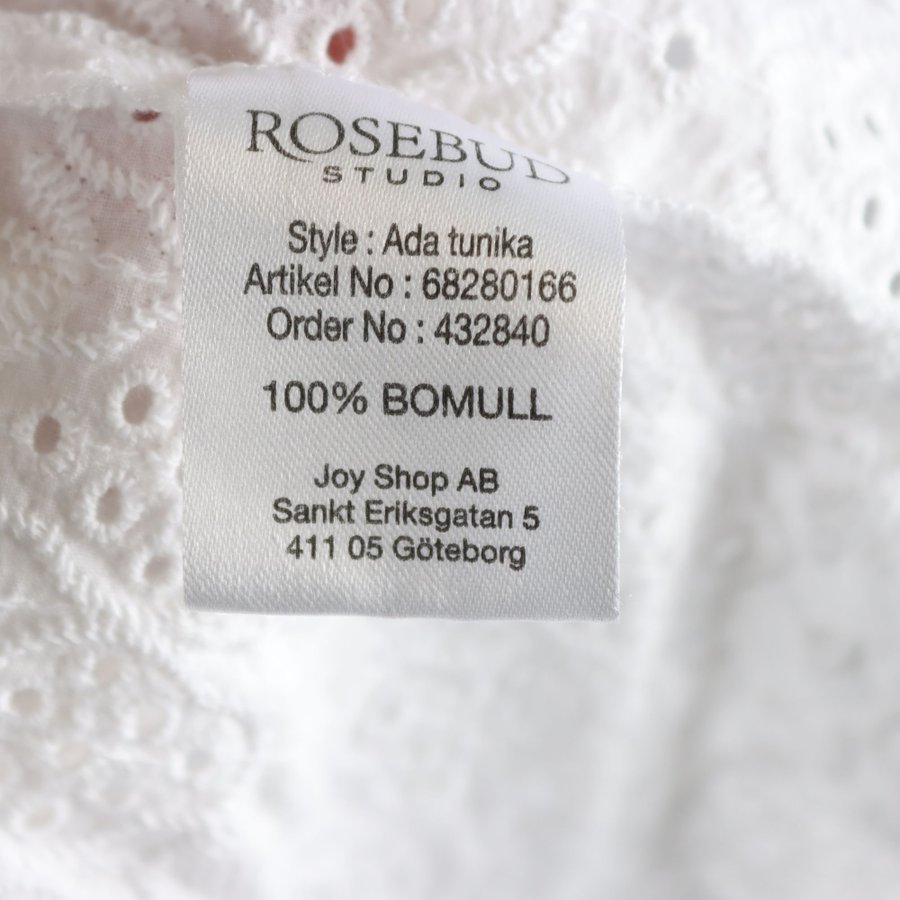 ROSEBUD
STUDIO
Style : Ada tunika
Artikel No : 68280166
Order No : 432840
100% BOMULL
Joy Shop AB
Sankt Eriksgatan 5
411 05 Göteborg